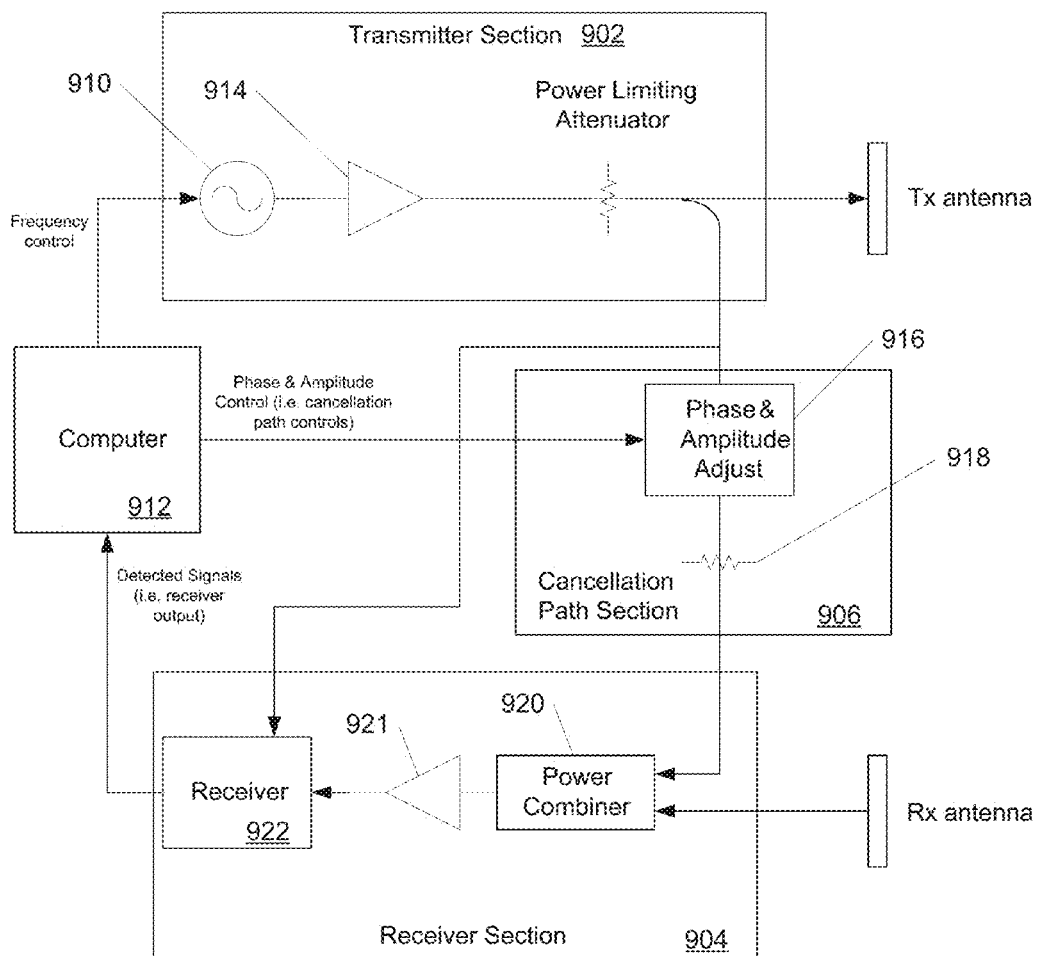 Transmitter Section 902
910
914
Power Limiting
Attenuator
Tx antenna
Frequency
control
916
Phase & Amplitude
Control (i.e. cancellation
path controls)
Phase &
Amplitude
Adjust
Computer
912
918
Detected Signals
(i.e. receiver
output)
Cancellation
Path Section
906
920
921
Receiver
922
Power
Combiner
Rx antenna
Receiver Section
904